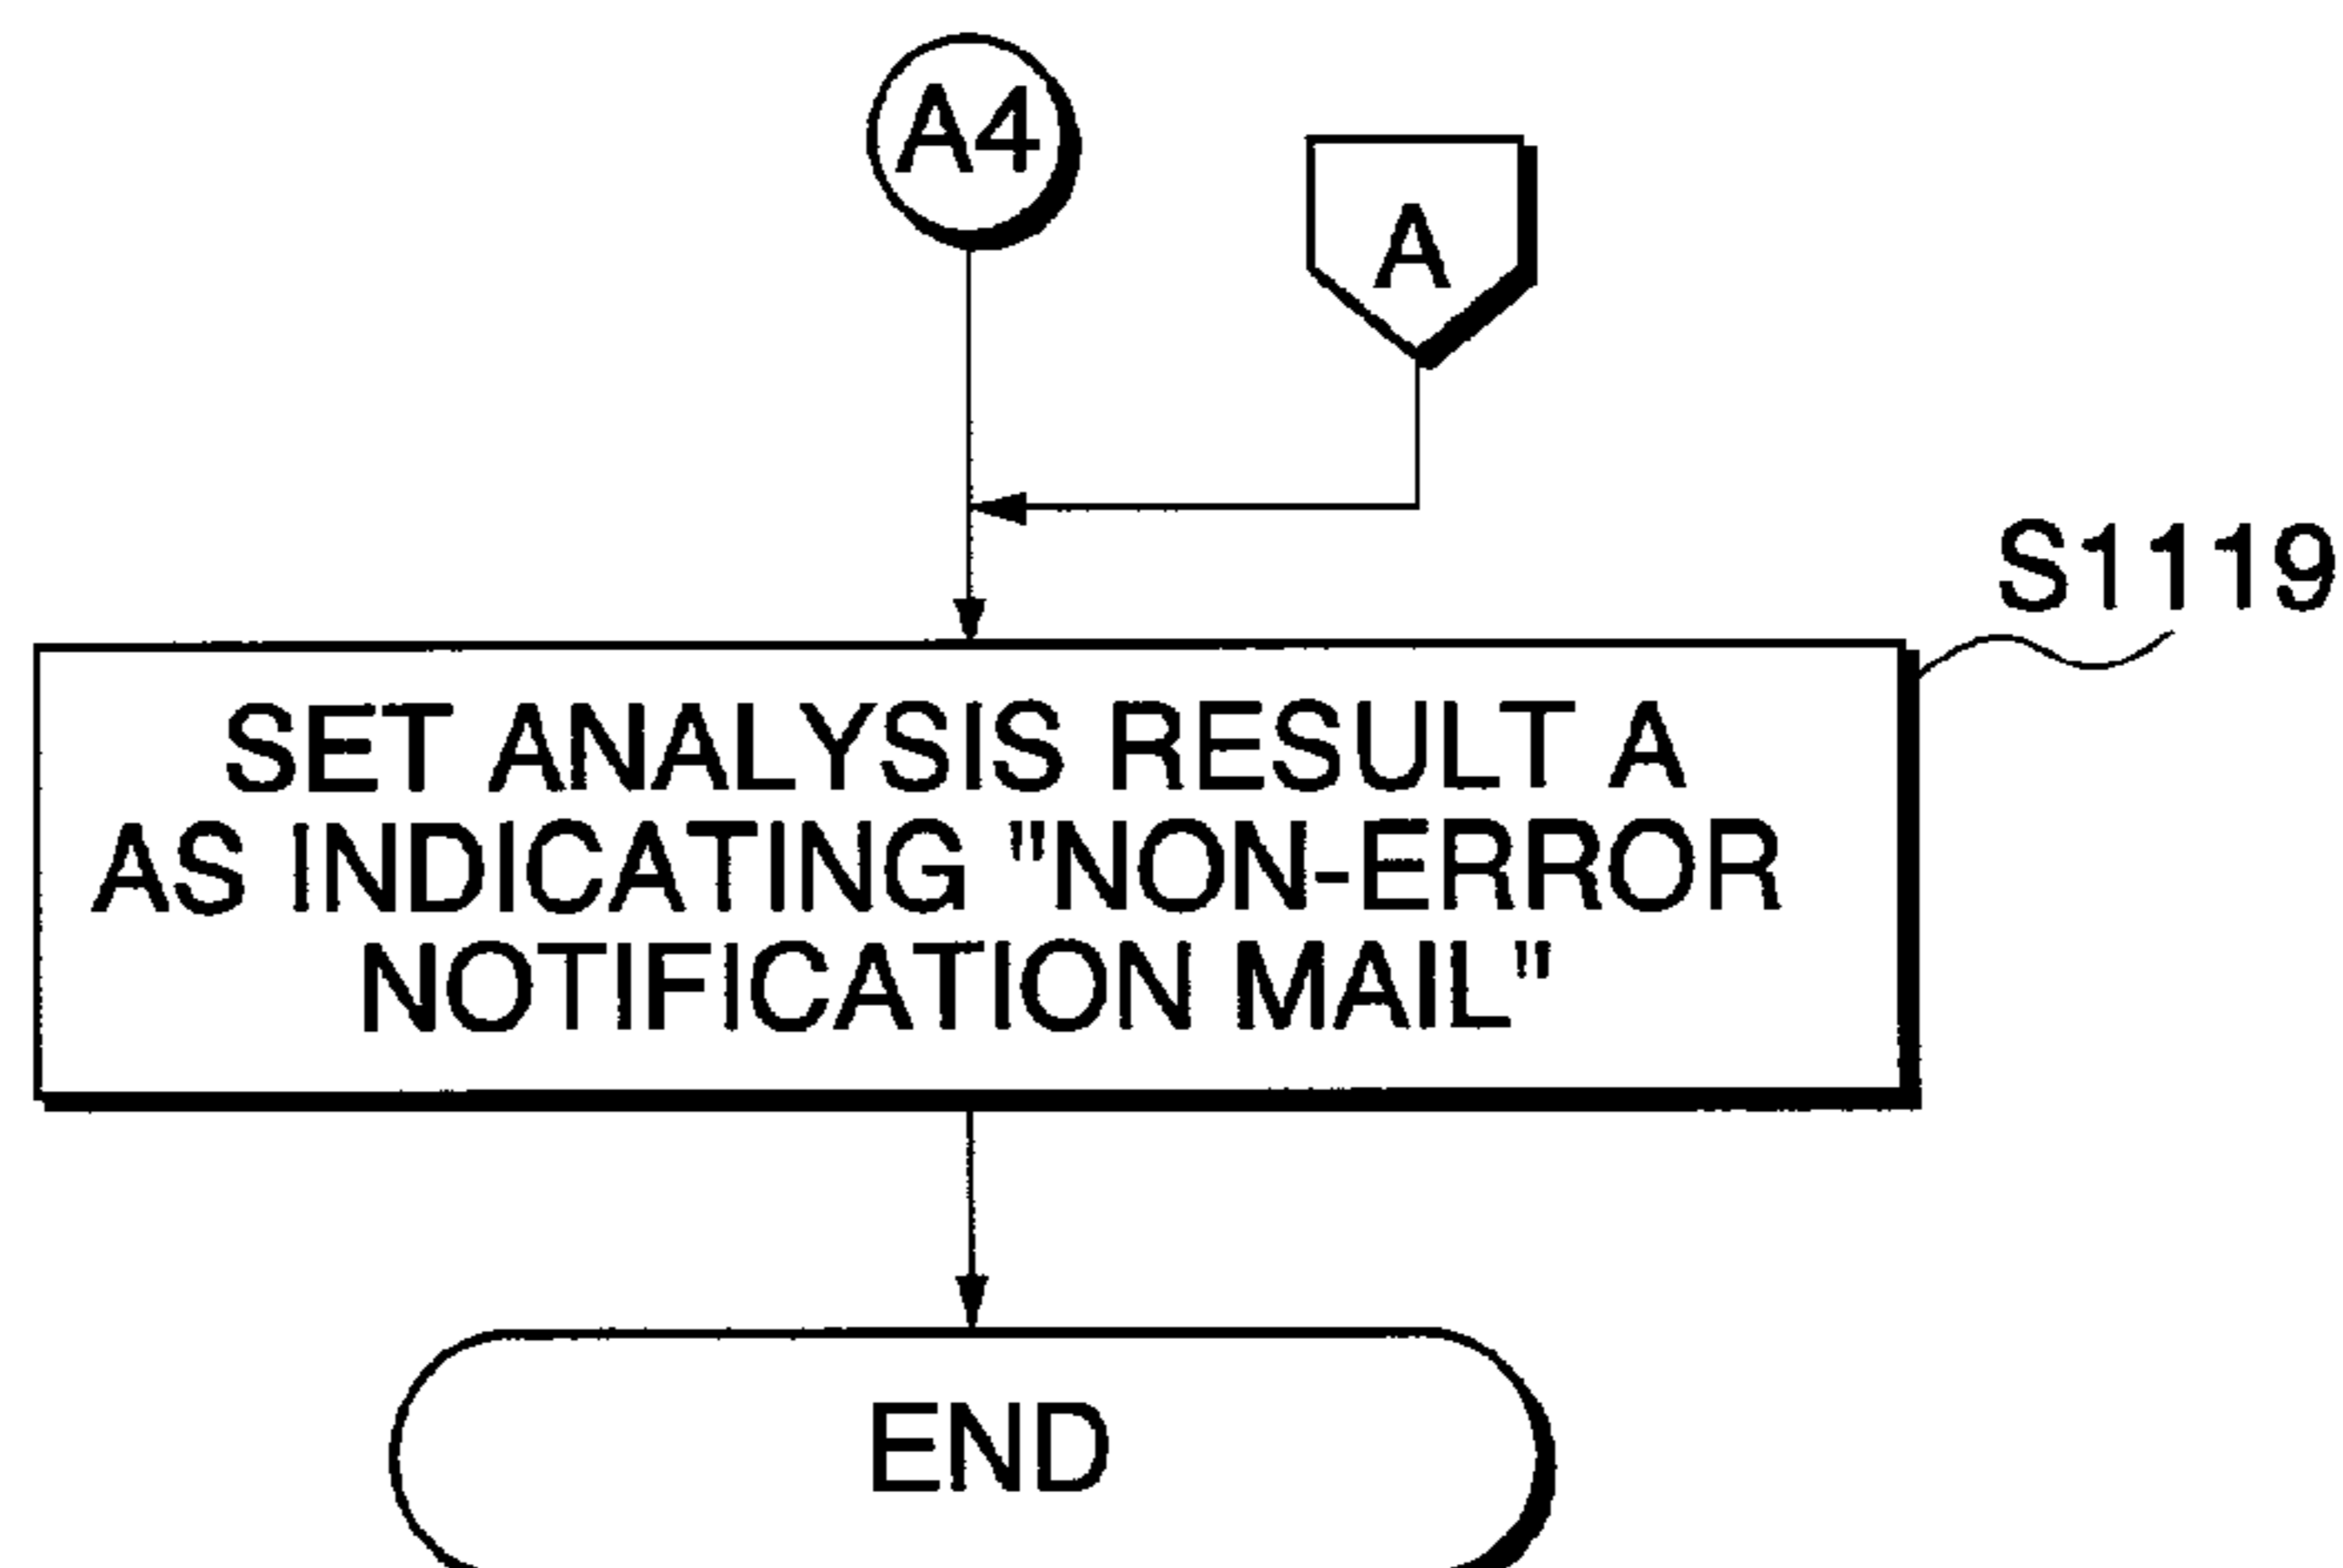 A4
A
S1119
SET ANALYSIS RESULT A
AS INDICATING "NON-ERROR
NOTIFICATION MAIL"
END